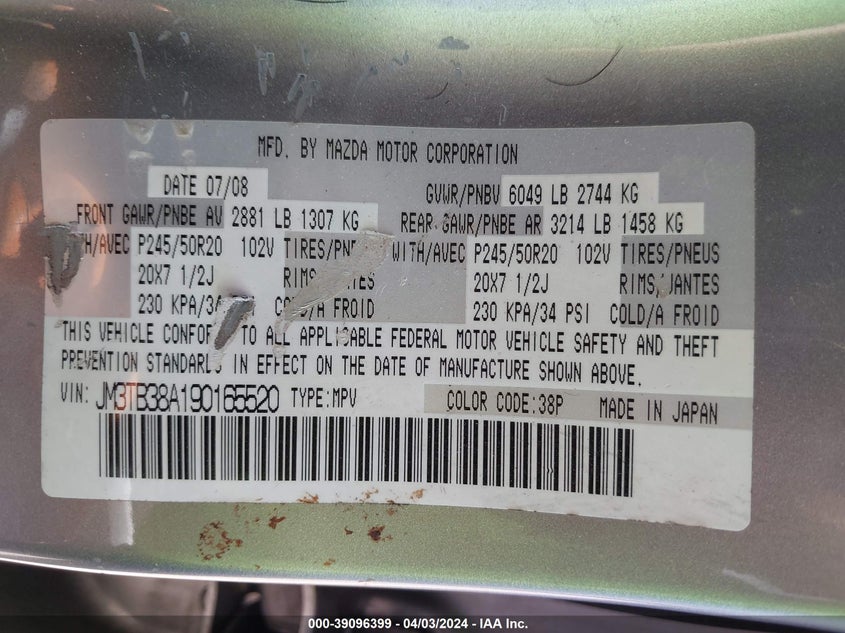 MFD. BY MAZDA MOTOR CORPORATION
DATE 07/08 GVWR/PNBV 6049 LB 2744 KG
FRONT GAWR/PNBE AV 2881 LB 1307 KG REAR GAWR/PNBE AR 3214 LB 1458 KG
P245/50R20 102V WITH/AVEC P245/50R20 102V TIRES/PNEUS
20X7 1/2J 20X7 1/2J RIMS/JANTES
230 KPA/34 COLD/A FROID 230 KPA/34 PSI COLD/A FROID
THIS VEHICLE TO ALL APPLICABLE FEDERAL MOTOR VEHICLE SAFETY AND THEFT
PREVENTION STANDARDS IN EFFECT ON THE DATE OF MANUFACTURE SHOWN ABOVE.
VIN: JM3TB38A190165520 TYPE:MPV COLOR CODE:38P MADE IN JAPAN
000-39096399 - 04/03/2024 - IAA Inc.